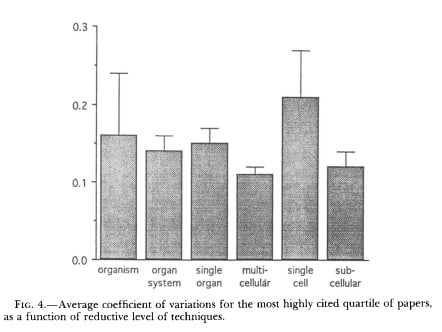 0.3
0.2
0.1
0.0
organism organ single multi- single sub-
system organ cellulár cell cellular
FIG. 4.—Average coefficient of variations for the most highly cited quartile of papers,
as a function of reductive level of techniques.